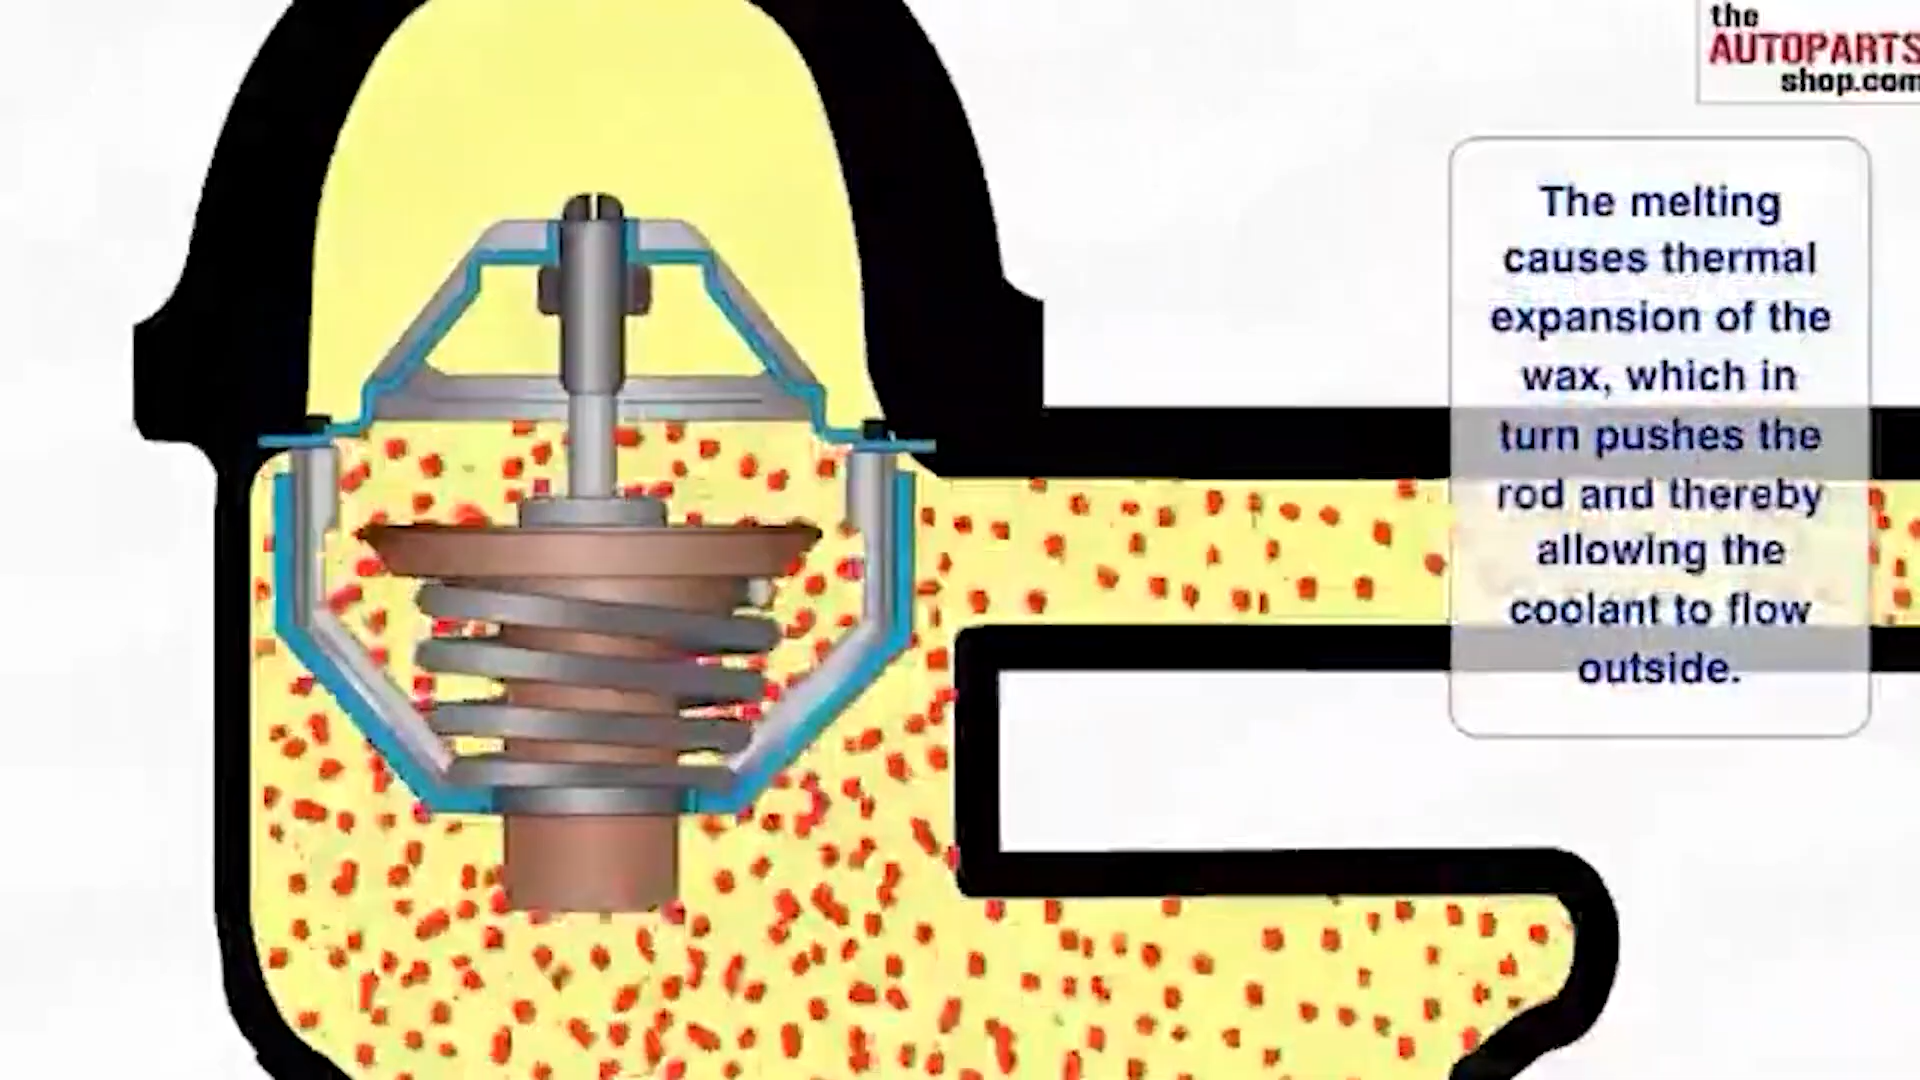 the
AUTOPARTS
shop.com
The melting
causes thermal
expansion of the
wax, which in
turn pushes the
rod and thereby
allowing the
coolant to flow
outside.